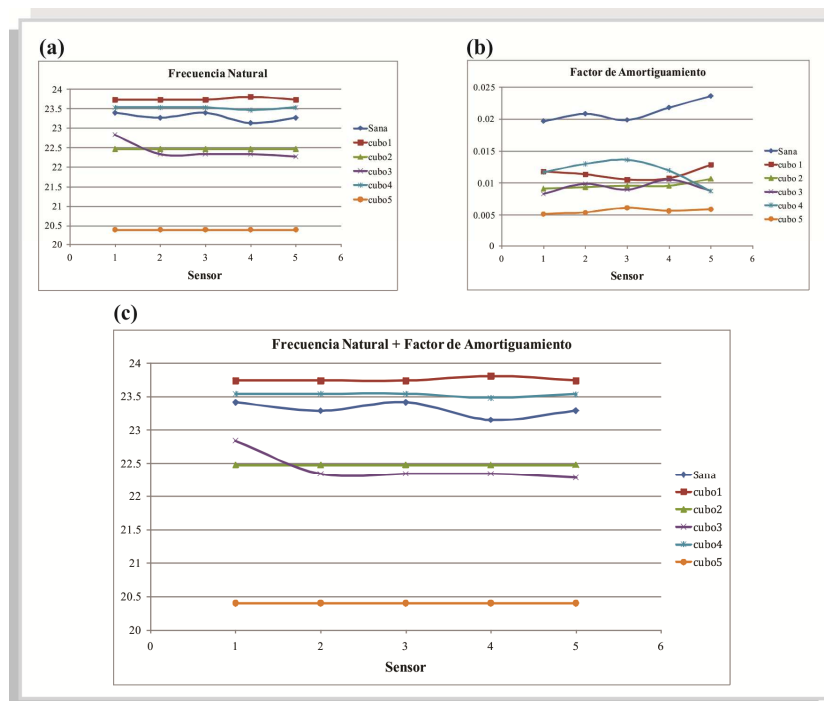 (a)
Frecuencia Natural
24
23.5
23
22.5
22
21.5
21
20.5
20
0
1
2
3
4
5
6
Sensor
Sana
cubo1
cubo2
cubo3
cubo4
cubo5
(b)
Factor de Amortiguamiento
0.025
0.02
0.015
0.01
0.005
0
0
1
2
3
4
5
6
Sensor
Sana
cubo 1
cubo 2
cubo 3
cubo 4
cubo 5
(c)
Frecuencia Natural + Factor de Amortiguamiento
24
23.5
23
22.5
22
21.5
21
20.5
20
0
1
2
3
4
5
6
Sensor
Sana
cubo1
cubo2
cubo3
cubo4
cubo5